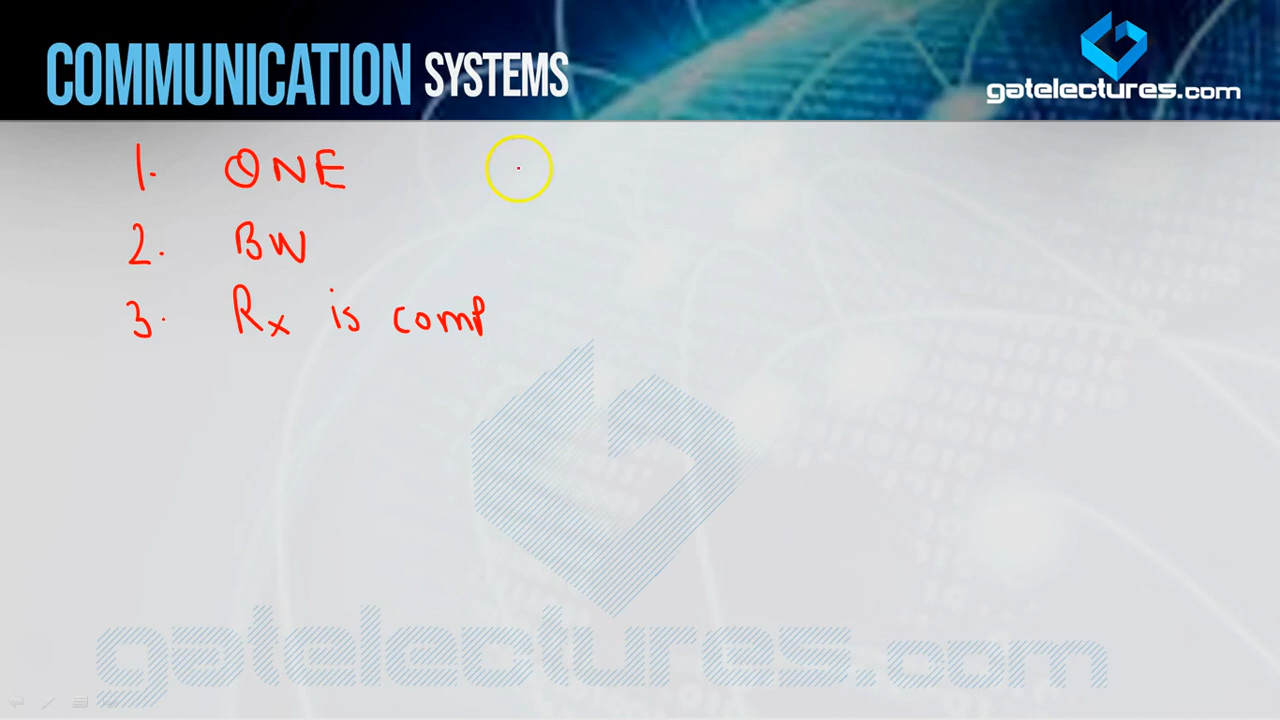 COMMUNICATION SYSTEMS
gatelectures.com
1. ONE
2. BW
3. Rx is comp
gatelectures.com